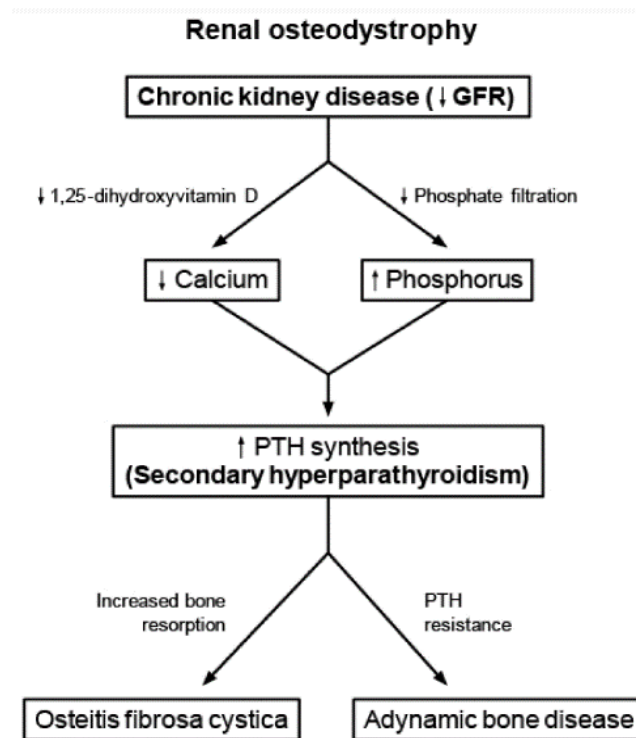 Renal osteodystrophy
Chronic kidney disease (↓ GFR)
↓ 1,25-dihydroxyvitamin D
↓ Phosphate filtration
↓ Calcium
↑ Phosphorus
↑ PTH synthesis
(Secondary hyperparathyroidism)
Increased bone
resorption
PTH
resistance
Osteitis fibrosa cystica
Adynamic bone disease